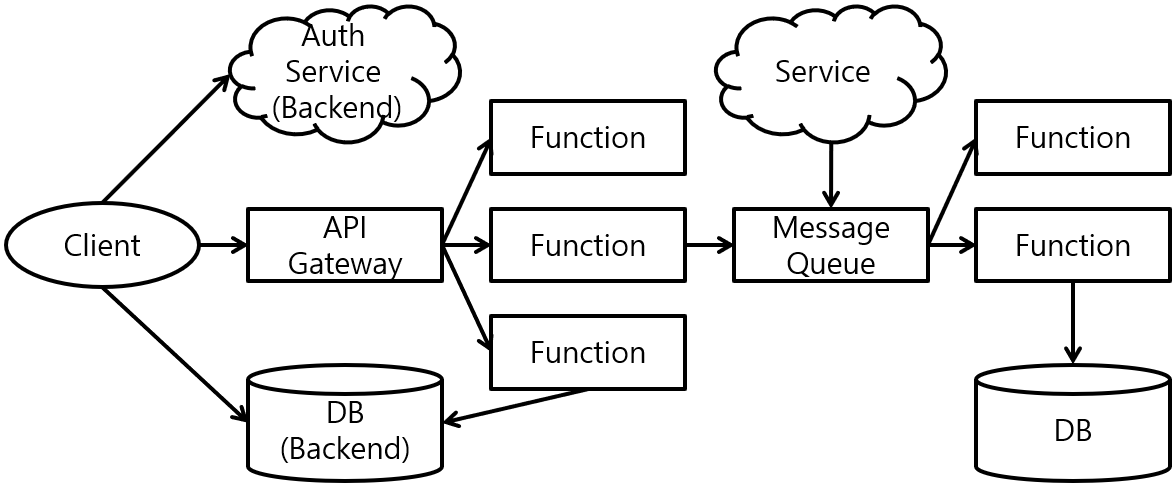 Auth
Service
(Backend)
Service
Function
Function
Client
API
Gateway
Function
Message
Queue
Function
Function
DB
(Backend)
DB